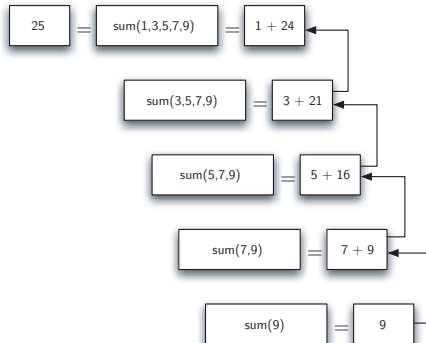 25 = sum(1,3,5,7,9) = 1 + 24
sum(3,5,7,9) = 3 + 21
sum(5,7,9) = 5 + 16
sum(7,9) = 7 + 9
sum(9) = 9